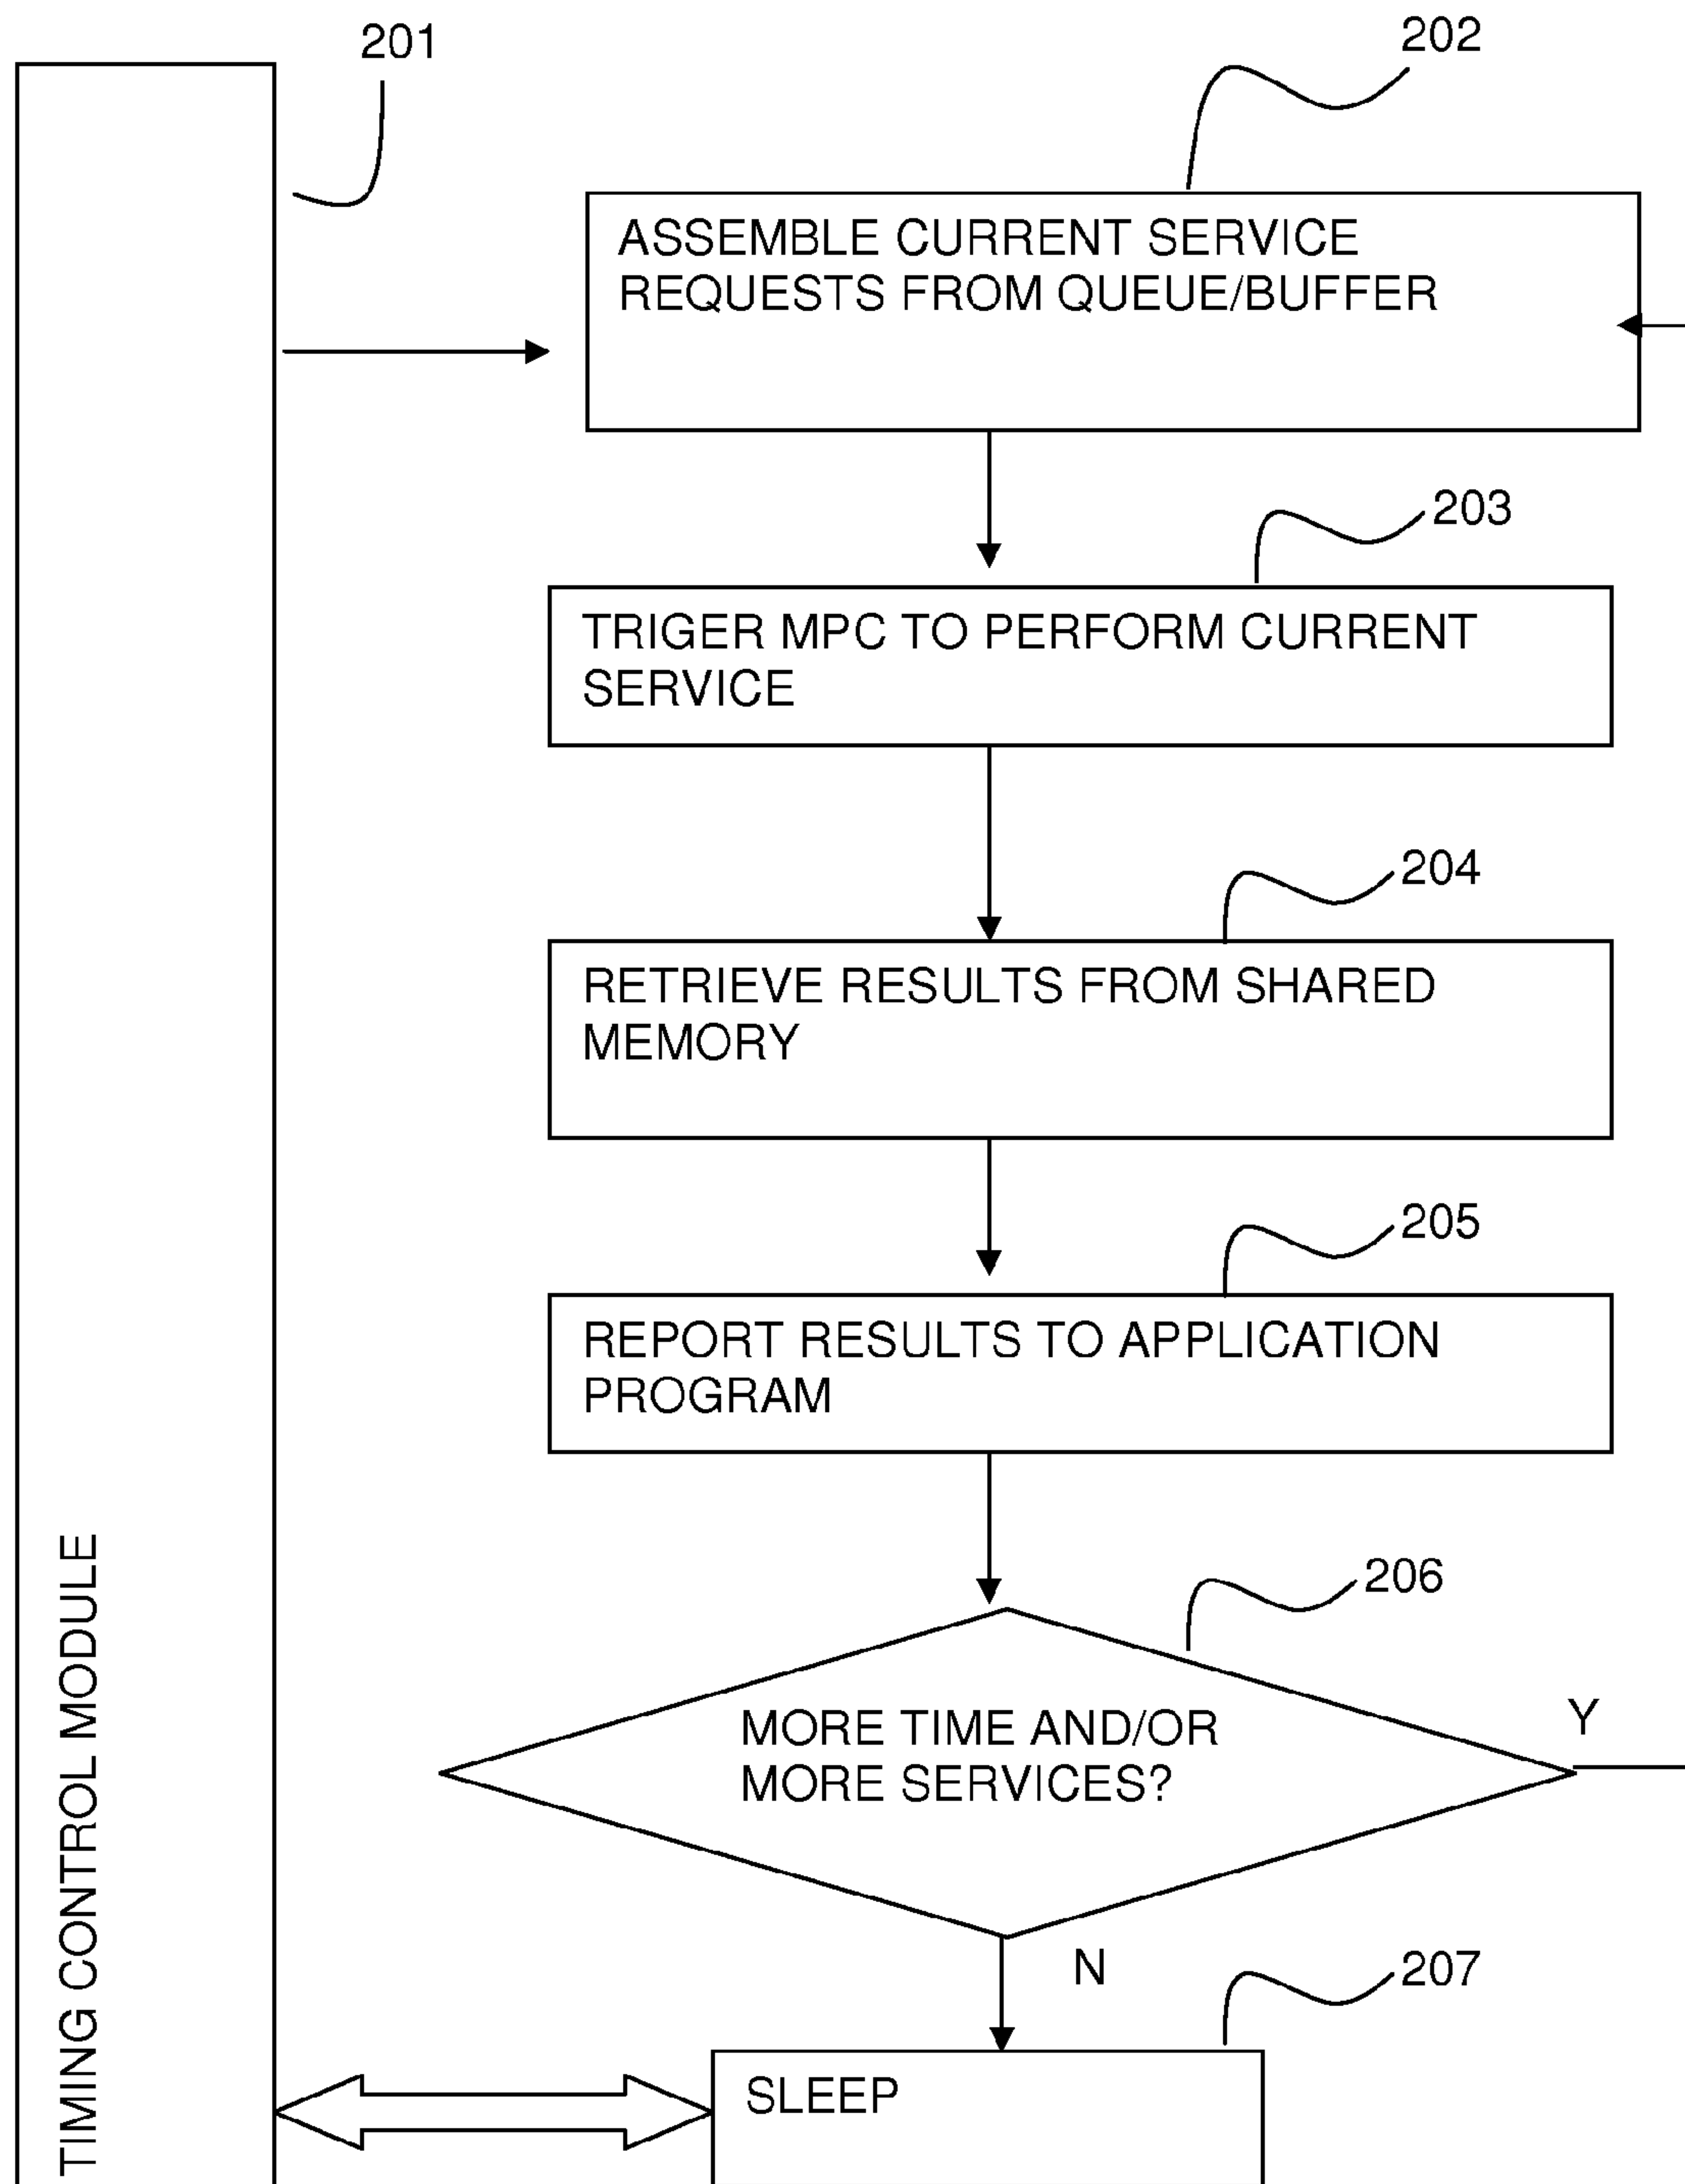 201
202
ASSEMBLE CURRENT SERVICE
REQUESTS FROM QUEUE/BUFFER
203
TRIGER MPC TO PERFORM CURRENT
SERVICE
204
RETRIEVE RESULTS FROM SHARED
MEMORY
205
REPORT RESULTS TO APPLICATION
PROGRAM
206
MORE TIME AND/OR
MORE SERVICES?
Y
N
207
SLEEP
TIMING CONTROL MODULE